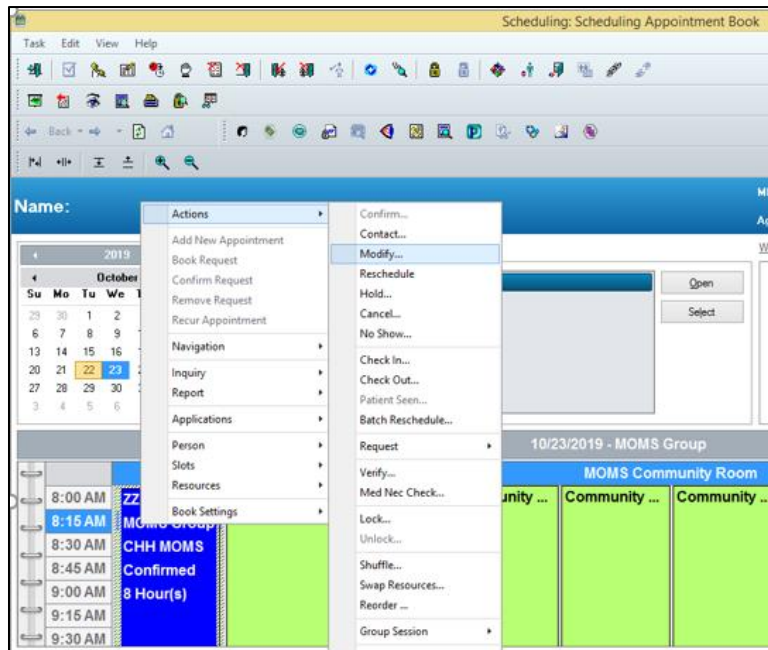 Scheduling: Scheduling Appointment Book
Task Edit View Help
Back
Name:
Actions
Add New Appointment
Book Request
Confirm Request
Remove Request
Recur Appointment
Navigation
Inquiry
Report
Applications
Person
Slots
Resources
Book Settings
Confirm...
Contact...
Modify...
Reschedule
Hold...
Cancel...
No Show...
Check In...
Check Out...
Patient Seen...
Batch Reschedule...
Request
Verify...
Med Nec Check...
Lock...
Unlock...
Shuffle...
Swap Resources...
Reorder ...
Group Session
2019
October
Su Mo Tu We
29 30 1 2
6 7 8 9
13 14 15 16
20 21 22 23
27 28 29 30
3 4 5 6
Open
Select
10/23/2019 - MOMS Group
MOMS Community Room
Community ... Community ...
8:00 AM ZZ
8:15 AM MOMS Group
8:30 AM CHH MOMS
8:45 AM Confirmed
9:00 AM 8 Hour(s)
9:15 AM
9:30 AM